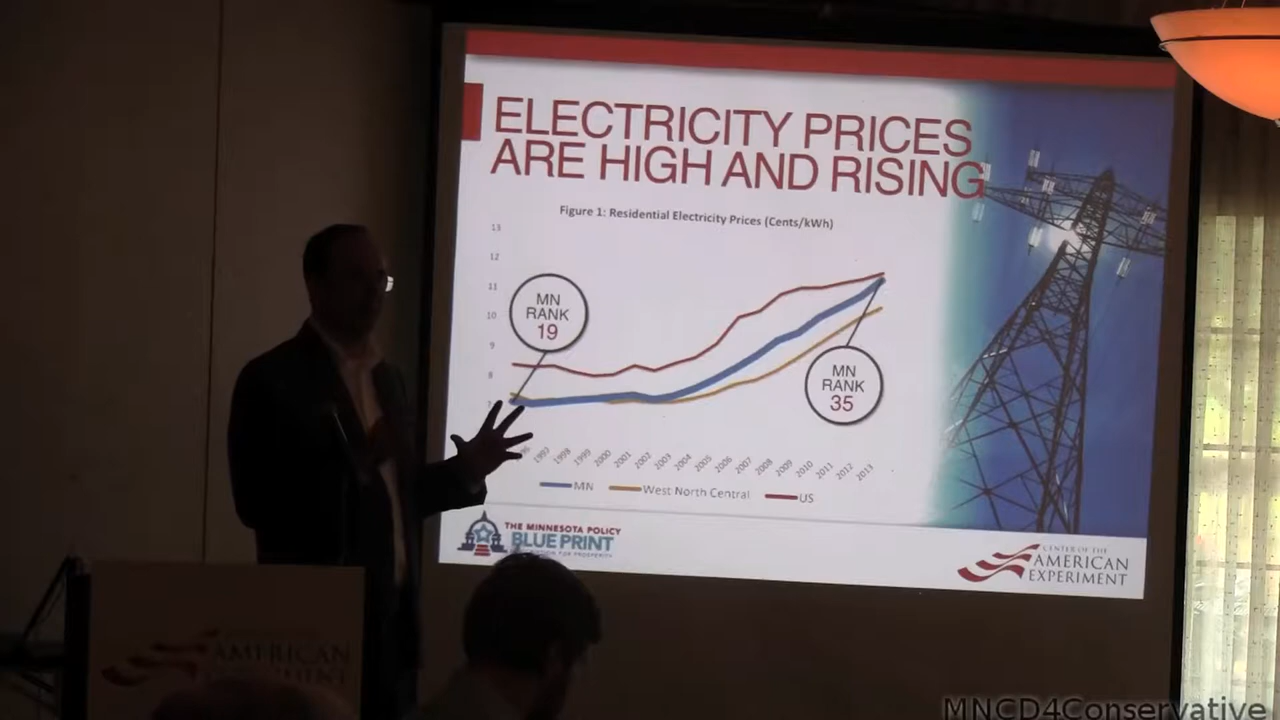 ELECTRICITY PRICES
ARE HIGH AND RISING
Figure 1: Residential Electricity Prices (Cents/kWh)
13
12
11
10
9
8
MN
RANK
19
MN
RANK
35
1997 1998 1999 2000 2001 2002 2003 2004 2005 2006 2007 2008 2009 2010 2011 2012 2013
MN West North Central US
THE MINNESOTA POLICY
BLUE PRINT
FOR PROSPERITY
CENTER OF THE
AMERICAN
EXPERIMENT
AMERICAN
MNCD4Conservative